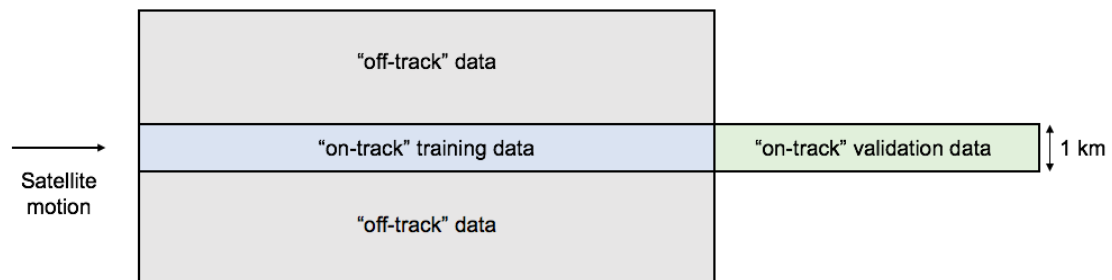 “off-track” data
“on-track” training data
“on-track” validation data
1 km
Satellite
motion
“off-track” data